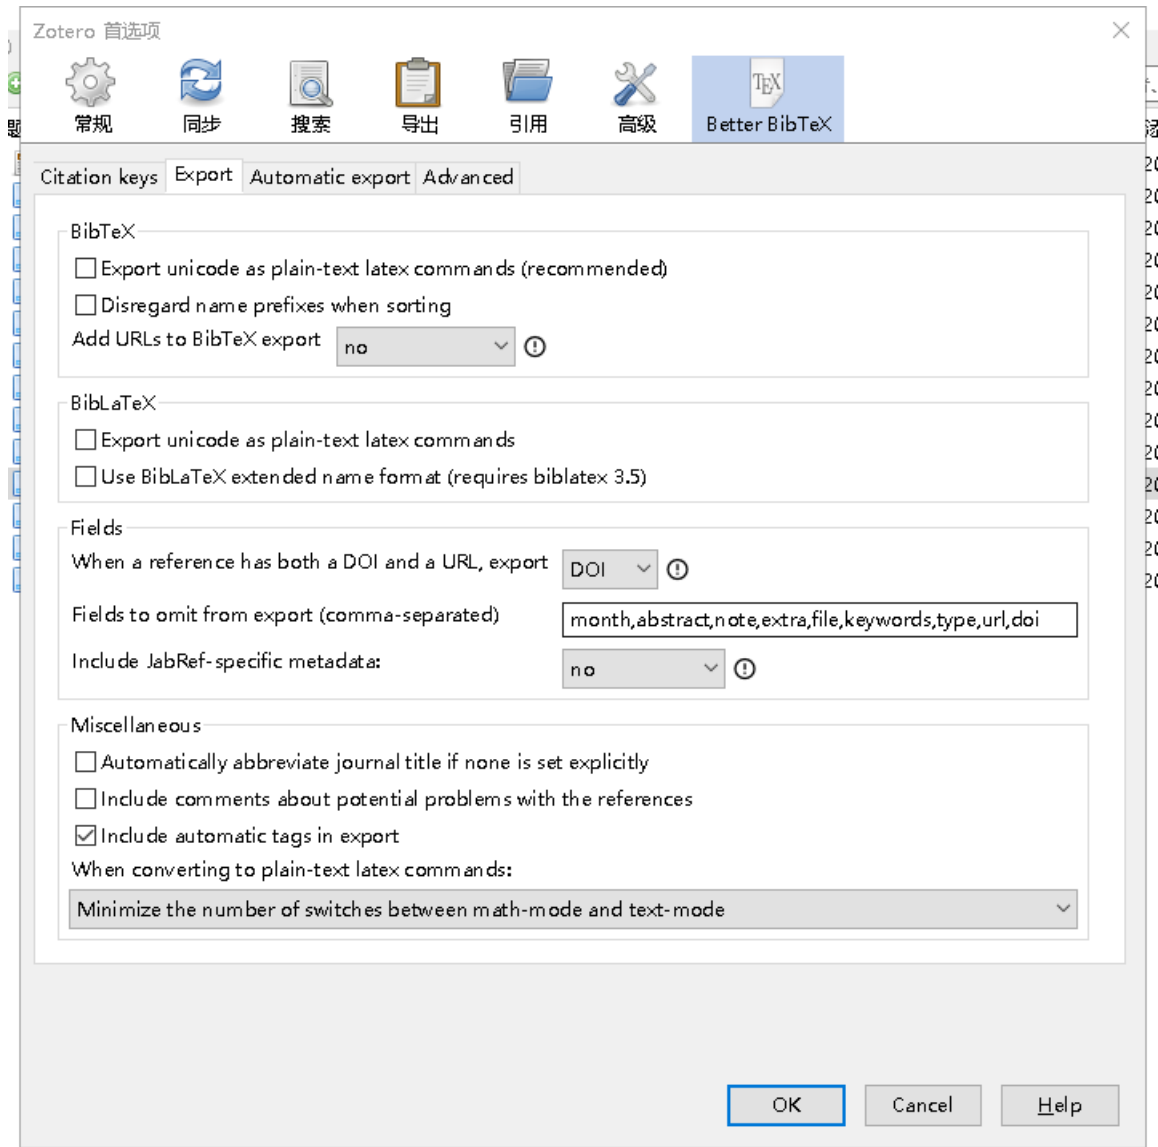 Zotero 首选项
常规 同步 搜索 导出 引用 高级 Better BibTeX
Citation keys Export Automatic export Advanced
BibTeX
Export unicode as plain-text latex commands (recommended)
Disregard name prefixes when sorting
Add URLs to BibTeX export no
BibLaTeX
Export unicode as plain-text latex commands
Use BibLaTeX extended name format (requires biblatex 3.5)
Fields
When a reference has both a DOI and a URL, export DOI
Fields to omit from export (comma-separated) month,abstract,note,extra,file,keywords,type,url,doi
Include JabRef-specific metadata: no
Miscellaneous
Automatically abbreviate journal title if none is set explicitly
Include comments about potential problems with the references
Include automatic tags in export
When converting to plain-text latex commands:
Minimize the number of switches between math-mode and text-mode
OK Cancel Help